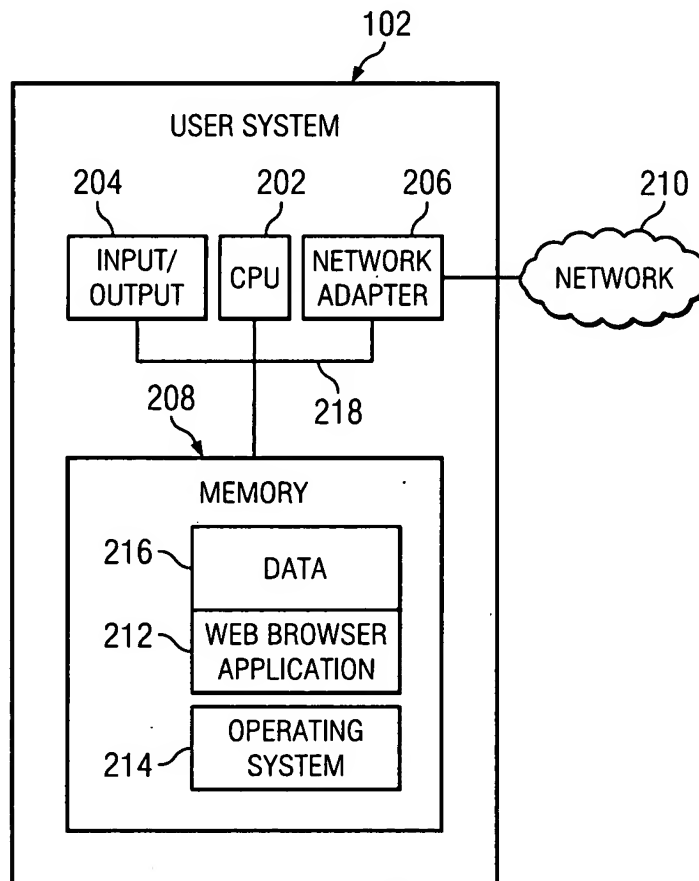 102
USER SYSTEM
204
202
206
210
INPUT/
OUTPUT
CPU
NETWORK
ADAPTER
NETWORK
218
208
MEMORY
216
DATA
212
WEB BROWSER
APPLICATION
214
OPERATING
SYSTEM